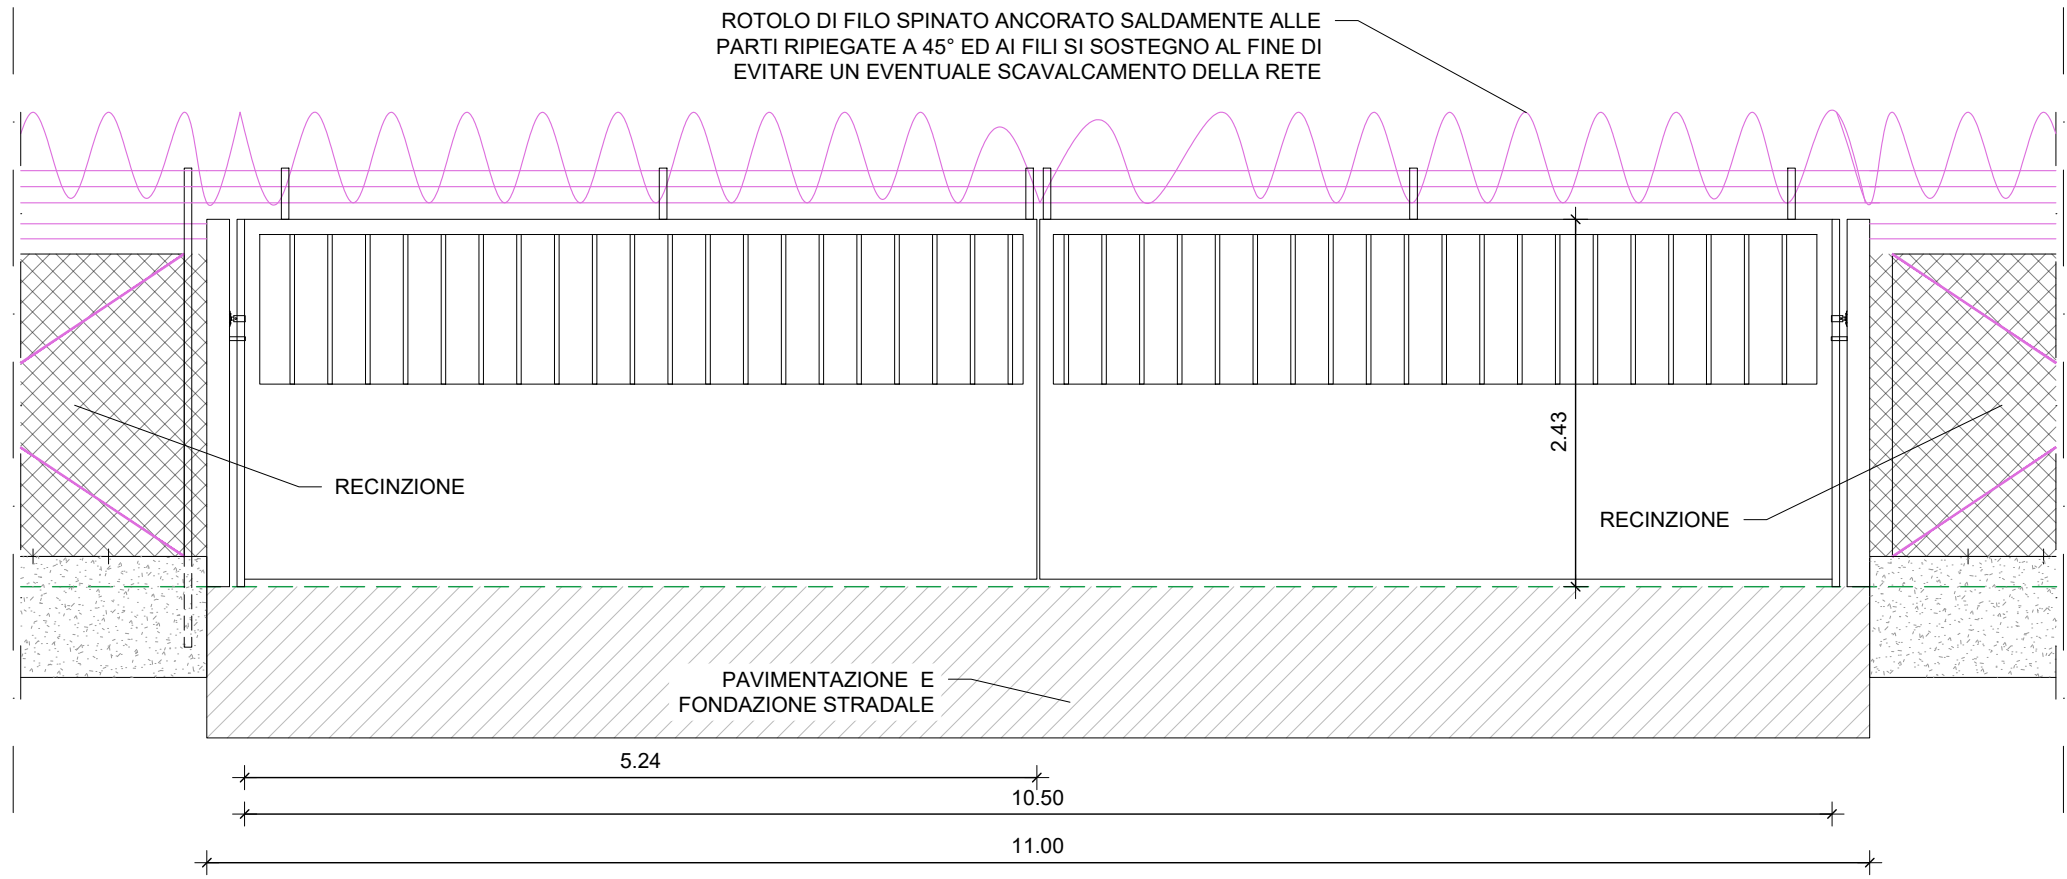 ROTOLO DI FILO SPINATO ANCORATO SALDAMENTE ALLE
PARTI RIPIEGATE A 45° ED AI FILI SI SOSTEGNO AL FINE DI
EVITARE UN EVENTUALE SCAVALCAMENTO DELLA RETE
2.43
RECINZIONE
RECINZIONE
PAVIMENTAZIONE E
FONDAZIONE STRADALE
5.24
10.50
11.00